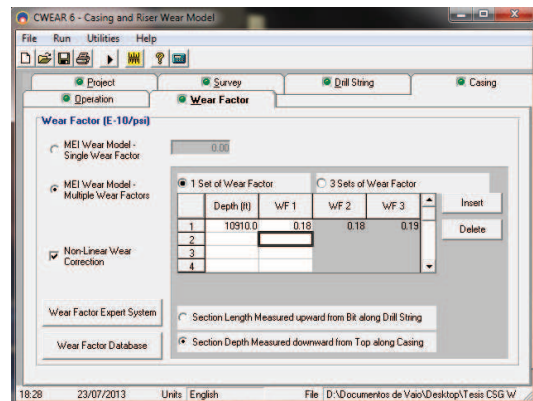 CWEAR 6 - Casing and Riser Wear Model
File Run Utilities Help
Project Survey Drill String Casing
Operation Wear Factor
Wear Factor (E-10/psi)
MEI Wear Model - Single Wear Factor
0.00
MEI Wear Model - Multiple Wear Factors
1 Set of Wear Factor 3 Sets of Wear Factor
Depth (ft) WF 1 WF 2 WF 3
1 10910.0 0.18 0.18 0.19
2
3
4
Insert
Delete
Non-Linear Wear Correction
Wear Factor Expert System
Wear Factor Database
Section Length Measured upward from Bit along Drill String
Section Depth Measured downward from Top along Casing
18:28 23/07/2013 Units English File D:\Documentos de Vaio\Desktop\Tesis CSG W